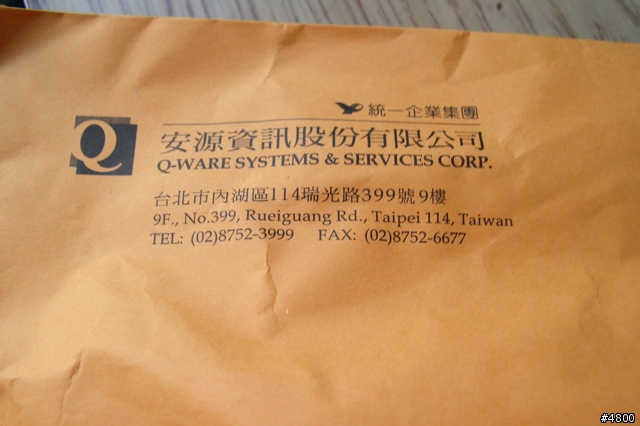 統一企業集團
Q
安源資訊股份有限公司
Q-WARE SYSTEMS & SERVICES CORP.
台北市內湖區114瑞光路399號9樓
9F., No.399, Rueiguang Rd., Taipei 114, Taiwan
TEL: (02)8752-3999 FAX: (02)8752-6677
#4800